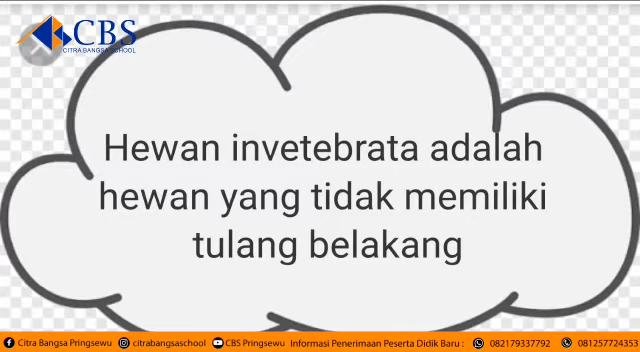 CBS
CITRA BANGSA SCHOOL
Hewan invetebrata adalah
hewan yang tidak memiliki
tulang belakang
Citra Bangsa Pringsewu citrabangsaschool CBS Pringsewu Informasi Penerimaan Peserta Didik Baru : 082179337792 081257724353